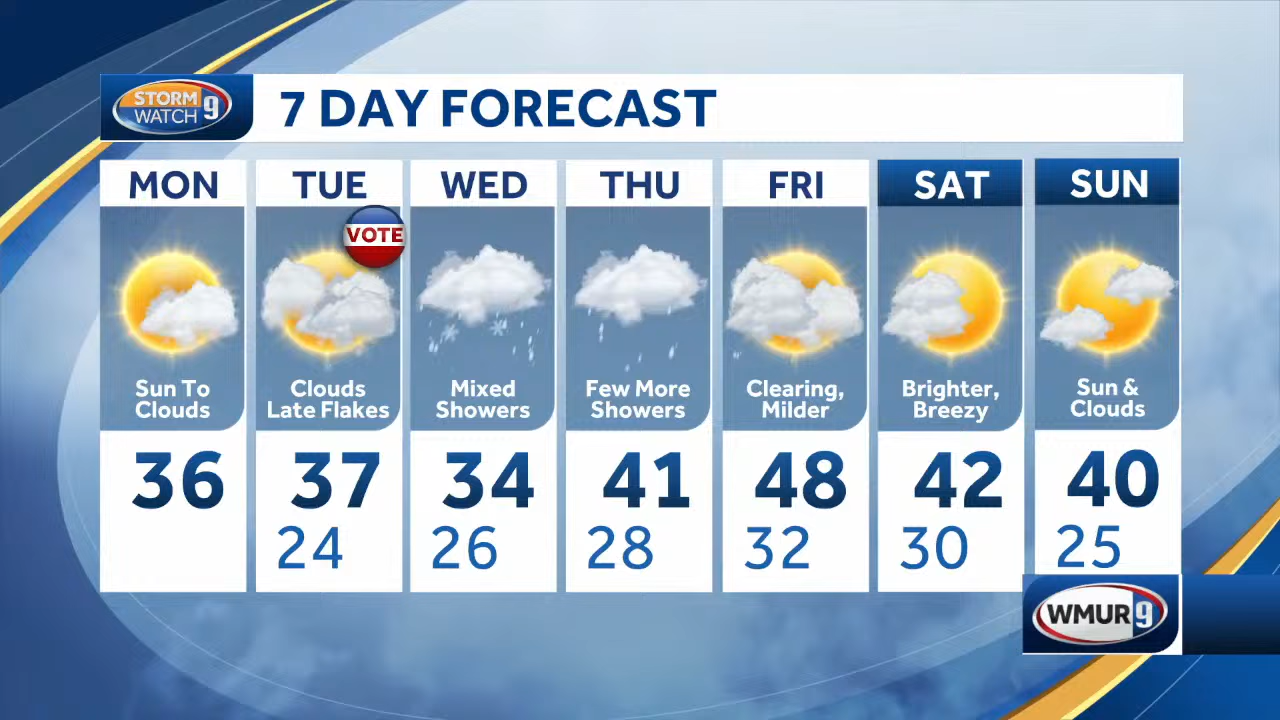 STORM
WATCH 9
7 DAY FORECAST
MON
TUE
WED
THU
FRI
SAT
SUN
VOTE
Sun To
Clouds
Clouds
Late Flakes
Mixed
Showers
Few More
Showers
Clearing,
Milder
Brighter,
Breezy
Sun &
Clouds
36
37
34
41
48
42
40
24
26
28
32
30
25
WMUR 9